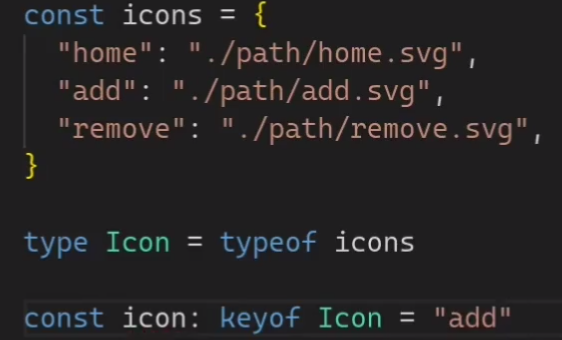 const icons = {
"home": "./path/home.svg",
"add": "./path/add.svg",
"remove": "./path/remove.svg",
}
type Icon = typeof icons
const icon: keyof Icon = "add"